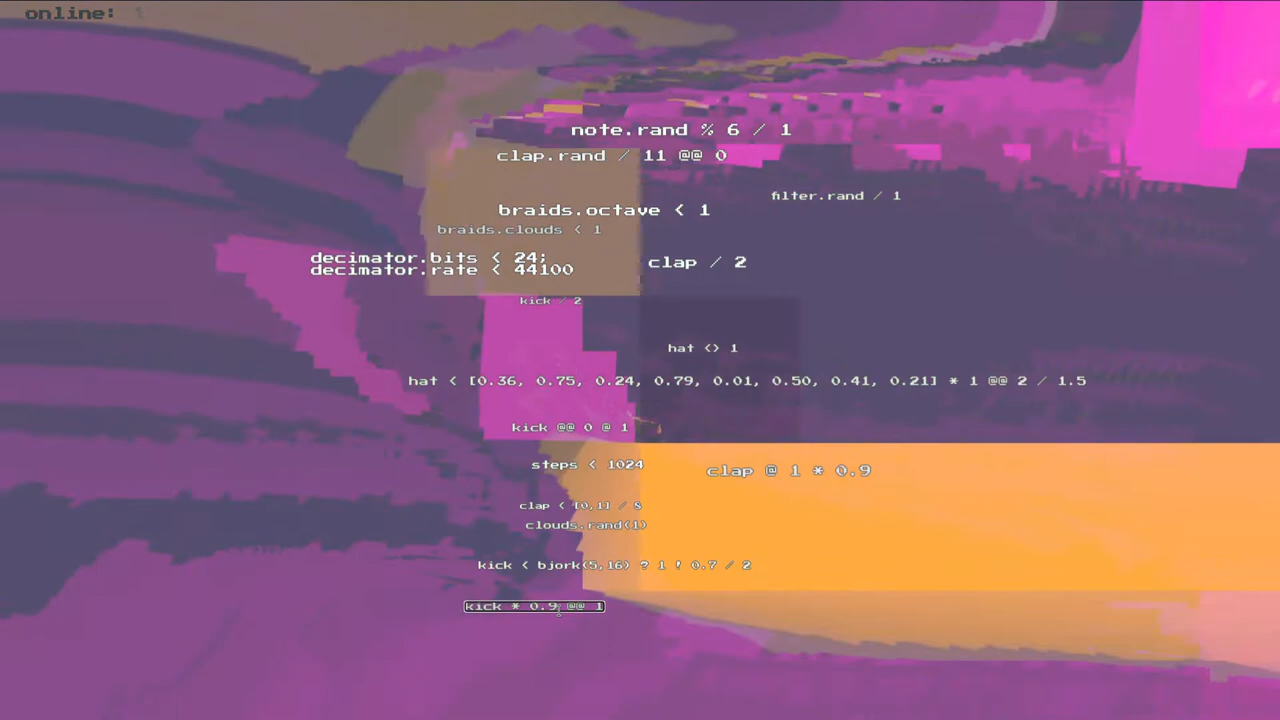 online: 1
note.rand % 6 / 1
clap.rand / 11 @@ 0
filter.rand / 1
braids.octave < 1
braids.clouds < 1
decimator.bits < 24;
decimator.rate < 44100
clap / 2
kick / 2
hat <> 1
hat < [0.36, 0.75, 0.24, 0.79, 0.01, 0.50, 0.41, 0.21] * 1 @@ 2 / 1.5
kick @@ 0 @ 1
steps < 1024
clap @ 1 * 0.9
clap < [0,1] / 8
clouds.rand(1)
kick < bjork(5,16) ? 1 ! 0.7 / 2
kick * 0.9 @@ 1